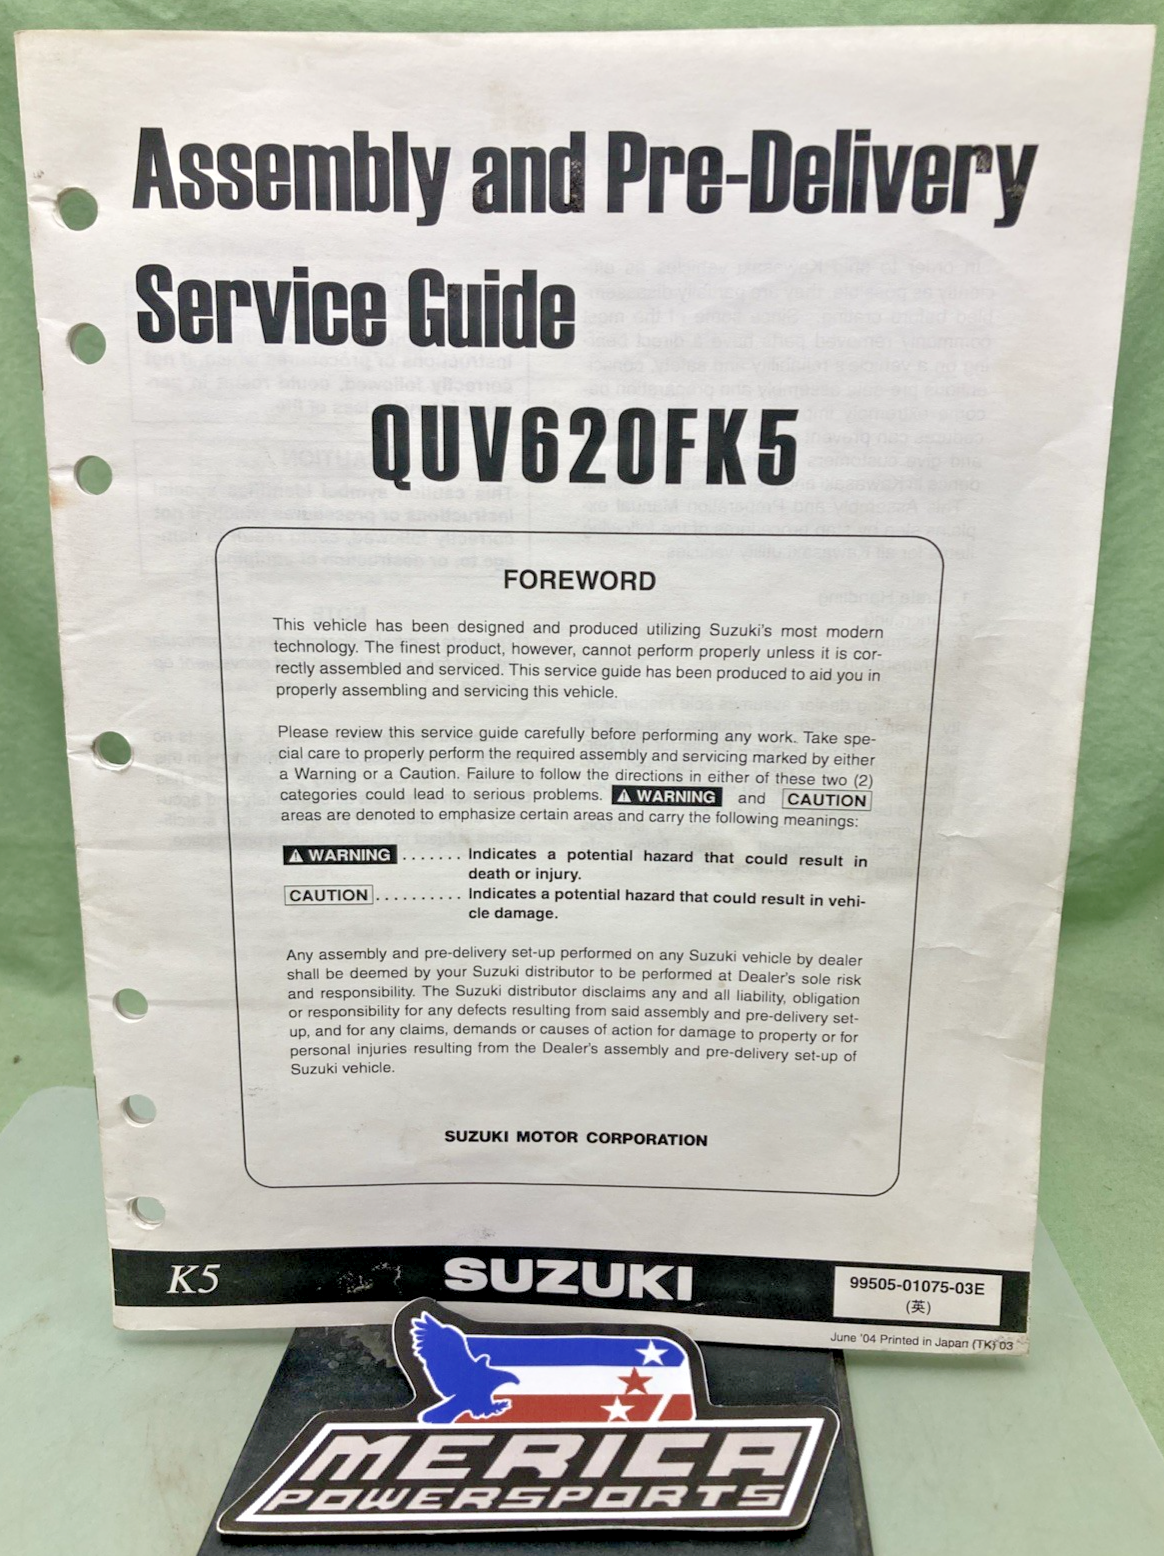 Assembly and Pre-Delivery
Service Guide
QUV620FK5
FOREWORD
This vehicle has been designed and produced utilizing Suzuki's most modern
technology. The finest product, however, cannot perform properly unless it is cor-
rectly assembled and serviced. This service guide has been produced to aid you in
properly assembling and servicing this vehicle.
Please review this service guide carefully before performing any work. Take spe-
cial care to properly perform the required assembly and servicing marked by either
a Warning or a Caution. Failure to follow the directions in either of these two (2)
categories could lead to serious problems. ⚠ WARNING and CAUTION
areas are denoted to emphasize certain areas and carry the following meanings:
⚠ WARNING ....... Indicates a potential hazard that could result in
death or injury.
CAUTION .......... Indicates a potential hazard that could result in vehi-
cle damage.
Any assembly and pre-delivery set-up performed on any Suzuki vehicle by dealer
shall be deemed by your Suzuki distributor to be performed at Dealer's sole risk
and responsibility. The Suzuki distributor disclaims any and all liability, obligation
or responsibility for any defects resulting from said assembly and pre-delivery set-
up, and for any claims, demands or causes of action for damage to property or for
personal injuries resulting from the Dealer's assembly and pre-delivery set-up of
Suzuki vehicle.
SUZUKI MOTOR CORPORATION
K5 SUZUKI 99505-01075-03E
(英)
June '04 Printed in Japan (TK) 03
MERICA
POWERSPORTS